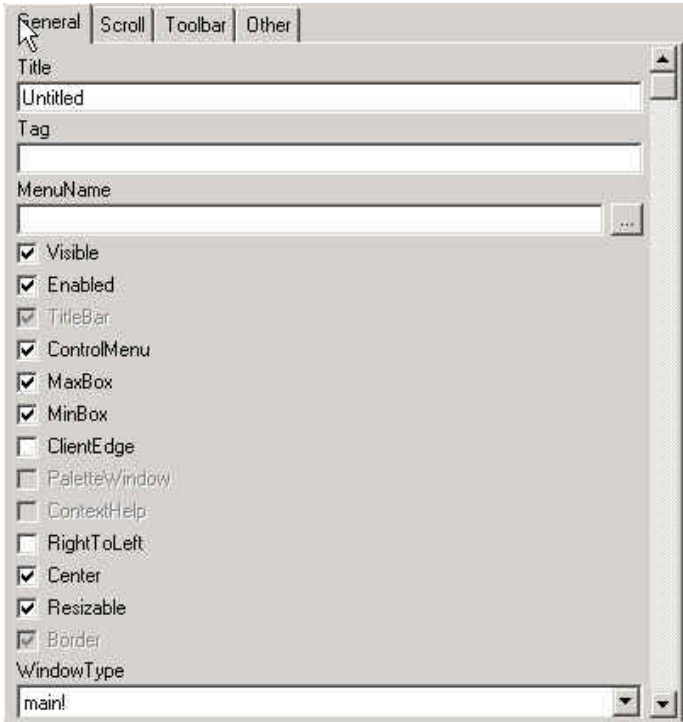 General Scroll Toolbar Other
Title
Untitled
Tag
MenuName
...
Visible
Enabled
TitleBar
ControlMenu
MaxBox
MinBox
ClientEdge
PaletteWindow
ContextHelp
RightToLeft
Center
Resizable
Border
WindowType
main!